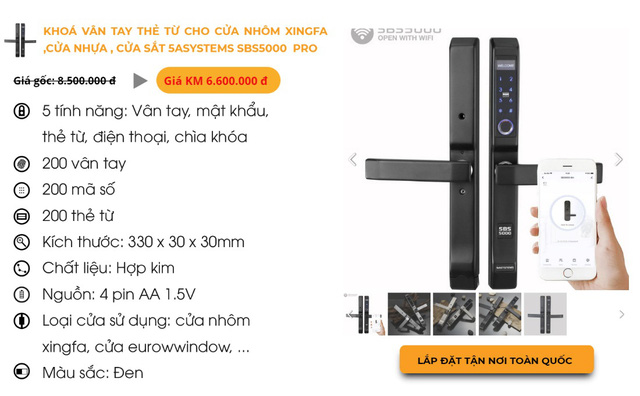 KHOÁ VÂN TAY THẺ TỪ CHO CỬA NHÔM XINGFA
,CỬA NHỰA , CỬA SẮT 5ASYSTEMS SBS5000 PRO
Giá gốc: 8.500.000 đ
Giá KM 6.600.000 đ
5 tính năng: Vân tay, mật khẩu,
thẻ từ, điện thoại, chìa khóa
200 vân tay
200 mã số
200 thẻ từ
Kích thước: 330 x 30 x 30mm
Chất liệu: Hợp kim
Nguồn: 4 pin AA 1.5V
Loại cửa sử dụng: cửa nhôm
xingfa, cửa eurowwindow, ...
Màu sắc: Đen
SBS5000
OPEN WITH WIFI
WELCOME
SBS
5000
5ASYSTEMS
LẮP ĐẶT TẬN NƠI TOÀN QUỐC